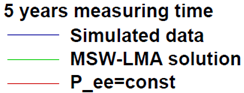 5 years measuring time
Simulated data
MSW-LMA solution
P_ee=const